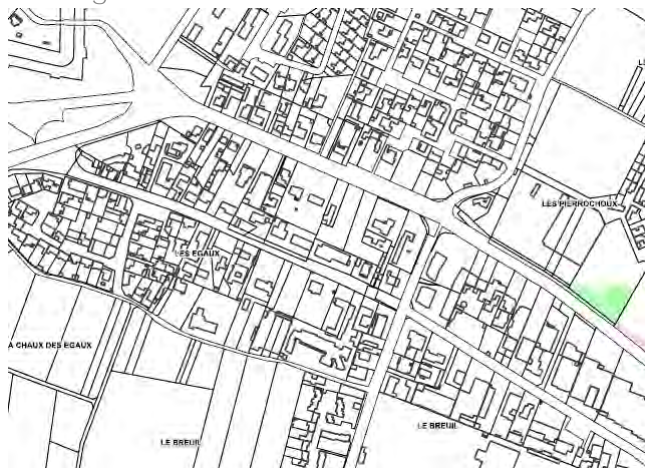 LES PIERROCHOUX
LES EGAUX
A CHAUX DES EGAUX
LE BREUIL
LE BREUIL